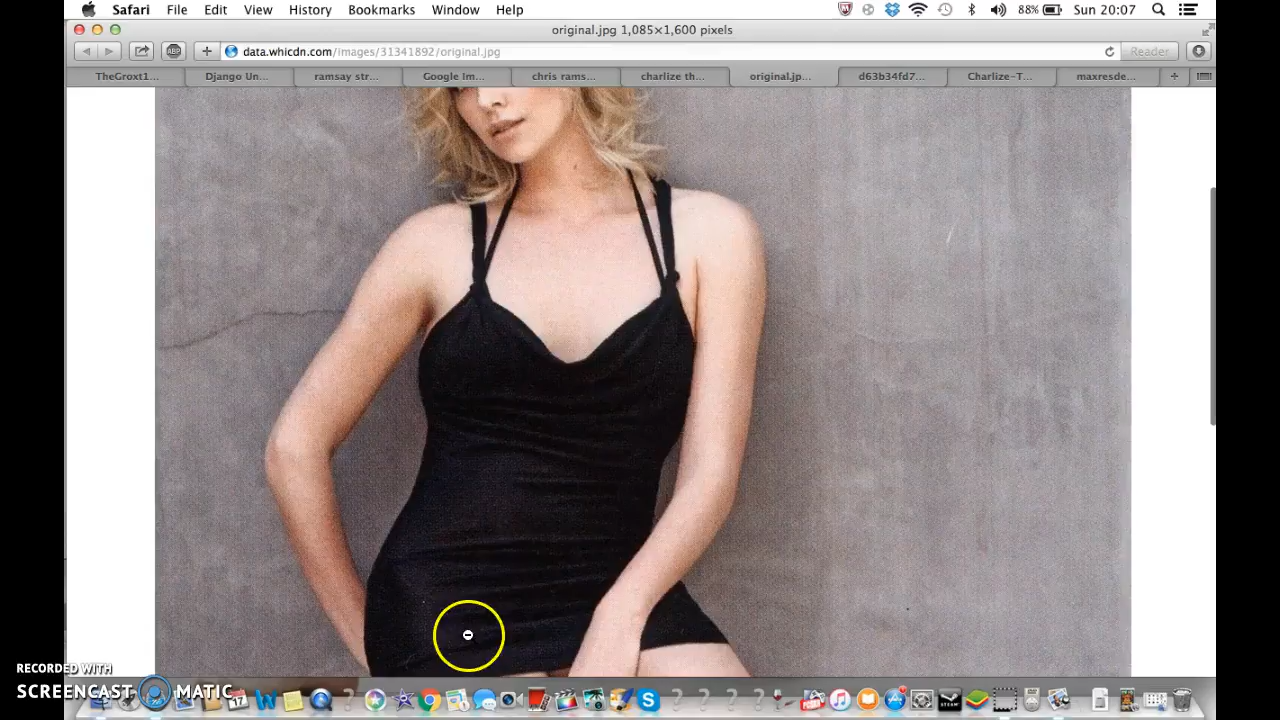 Safari File Edit View History Bookmarks Window Help 88% Sun 20:07
original.jpg 1,085×1,600 pixels
ABP data.whicdn.com/images/31341892/original.jpg Reader
TheGroxt1... Django Un... ramsay str... Google Im... chris rams... charlize th... original.jp... d63b34fd7... Charlize-T... maxresde...
RECORDED WITH
SCREENCAST MATIC
17